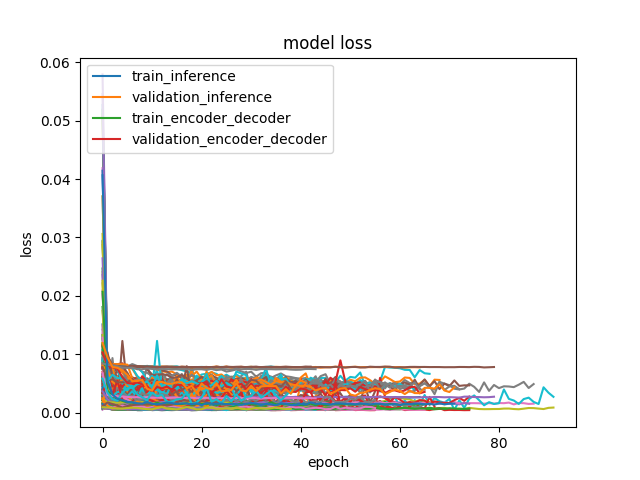 model loss
0.06
0.05
0.04
0.03
0.02
0.01
0.00
loss
train_inference
validation_inference
train_encoder_decoder
validation_encoder_decoder
0 20 40 60 80
epoch